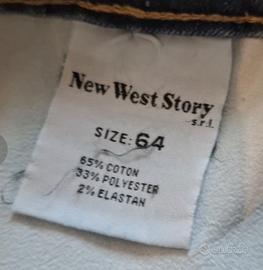 New West Story
s.r.l.
SIZE: 64
65% COTON
33% POLYESTER
2% ELASTAN